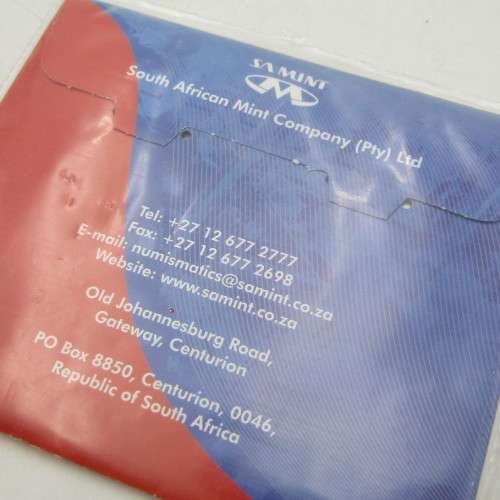 SA MINT
South African Mint Company (Pty) Ltd
Tel: +27 12 677 2777
Fax: +27 12 677 2698
E-mail: numismatics@samint.co.za
Website: www.samint.co.za
Old Johannesburg Road,
Gateway, Centurion
PO Box 8850, Centurion, 0046,
Republic of South Africa